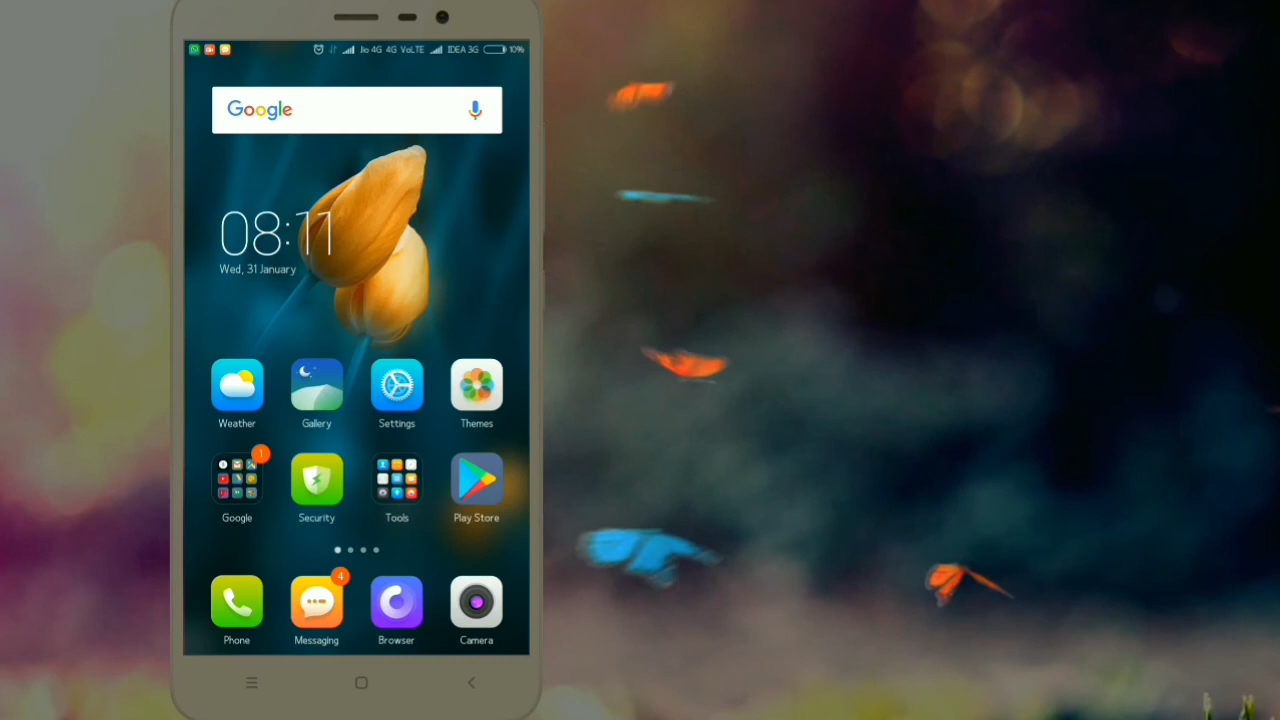 Jio 4G 4G VoLTE IDEA 3G 10%
Google
08:11
Wed, 31 January
Weather Gallery Settings Themes
1
Google Security Tools Play Store
4
Phone Messaging Browser Camera